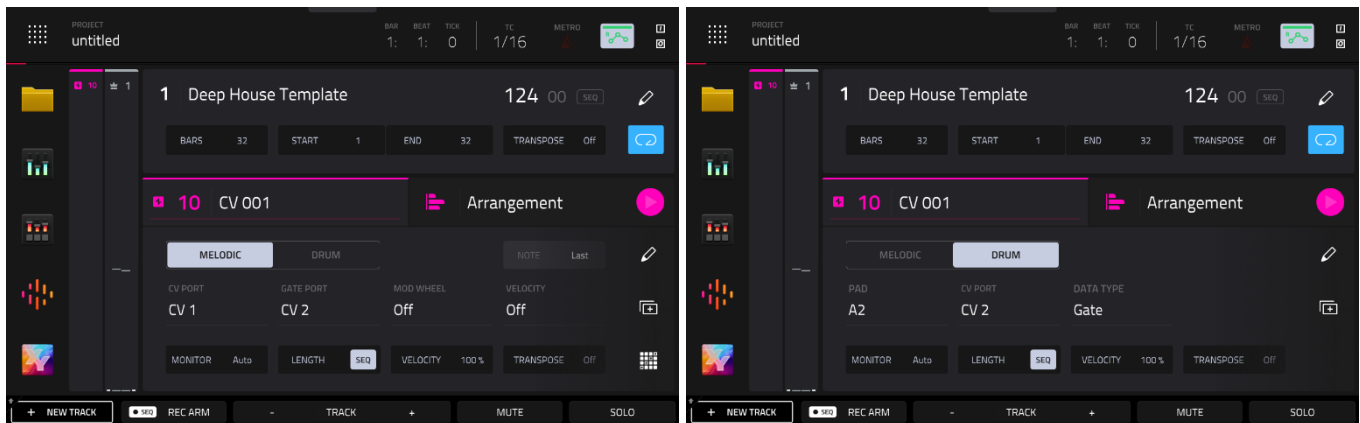 PROJECT
untitled
BAR BEAT TICK
1: 1: 0
TC
1/16
METRO
10 1
1 Deep House Template 124 00 SEQ
BARS 32 START 1 END 32 TRANSPOSE Off
10 CV 001 Arrangement
MELODIC DRUM NOTE Last
CV PORT GATE PORT MOD WHEEL VELOCITY
CV 1 CV 2 Off Off
MONITOR Auto LENGTH SEQ VELOCITY 100 % TRANSPOSE Off
+ NEW TRACK SEQ REC ARM - TRACK + MUTE SOLO
PROJECT
untitled
BAR BEAT TICK
1: 1: 0
TC
1/16
METRO
10 1
1 Deep House Template 124 00 SEQ
BARS 32 START 1 END 32 TRANSPOSE Off
10 CV 001 Arrangement
MELODIC DRUM
PAD CV PORT DATA TYPE
A2 CV 2 Gate
MONITOR Auto LENGTH SEQ VELOCITY 100 % TRANSPOSE Off
+ NEW TRACK SEQ REC ARM - TRACK + MUTE SOLO